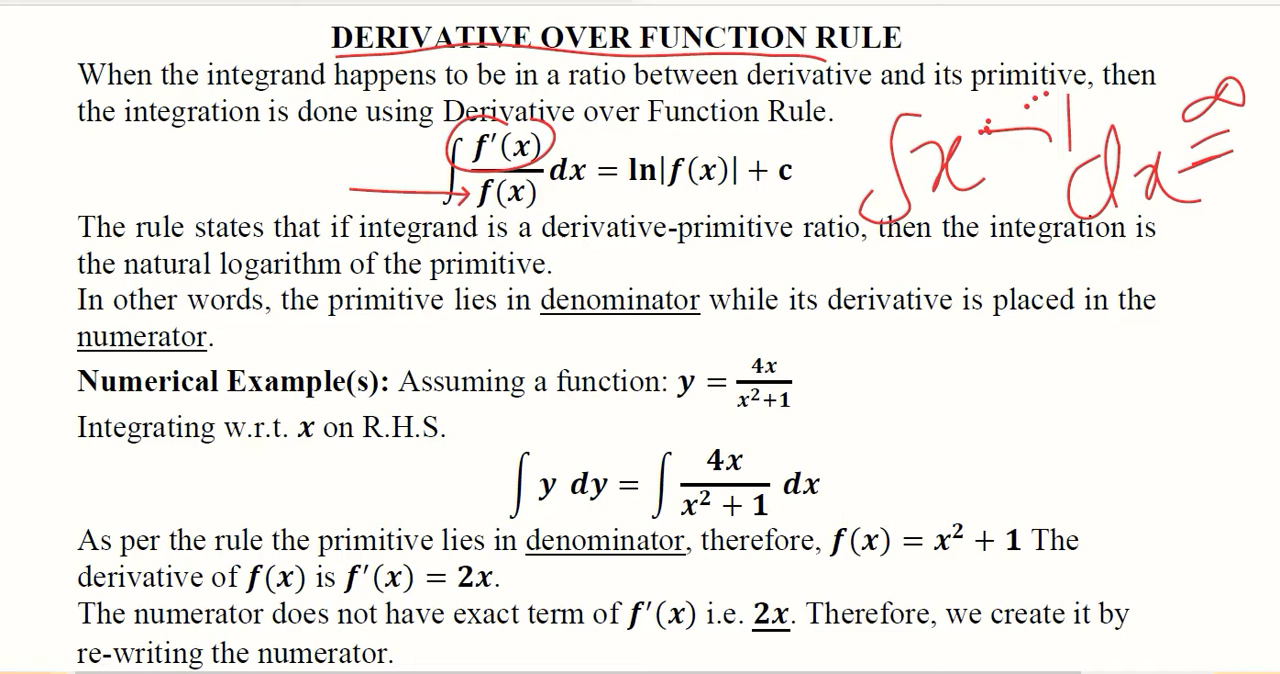 DERIVATIVE OVER FUNCTION RULE
When the integrand happens to be in a ratio between derivative and its primitive, then
the integration is done using Derivative over Function Rule.
∫ f′(x)/f(x) dx = ln|f(x)| + c
∫x⁻¹ dx = ∞
The rule states that if integrand is a derivative-primitive ratio, then the integration is
the natural logarithm of the primitive.
In other words, the primitive lies in denominator while its derivative is placed in the
numerator.
Numerical Example(s): Assuming a function: y = 4x/x²+1
Integrating w.r.t. x on R.H.S.
∫ y dy = ∫ 4x/x² + 1 dx
As per the rule the primitive lies in denominator, therefore, f(x) = x² + 1 The
derivative of f(x) is f′(x) = 2x.
The numerator does not have exact term of f′(x) i.e. 2x. Therefore, we create it by
re-writing the numerator.